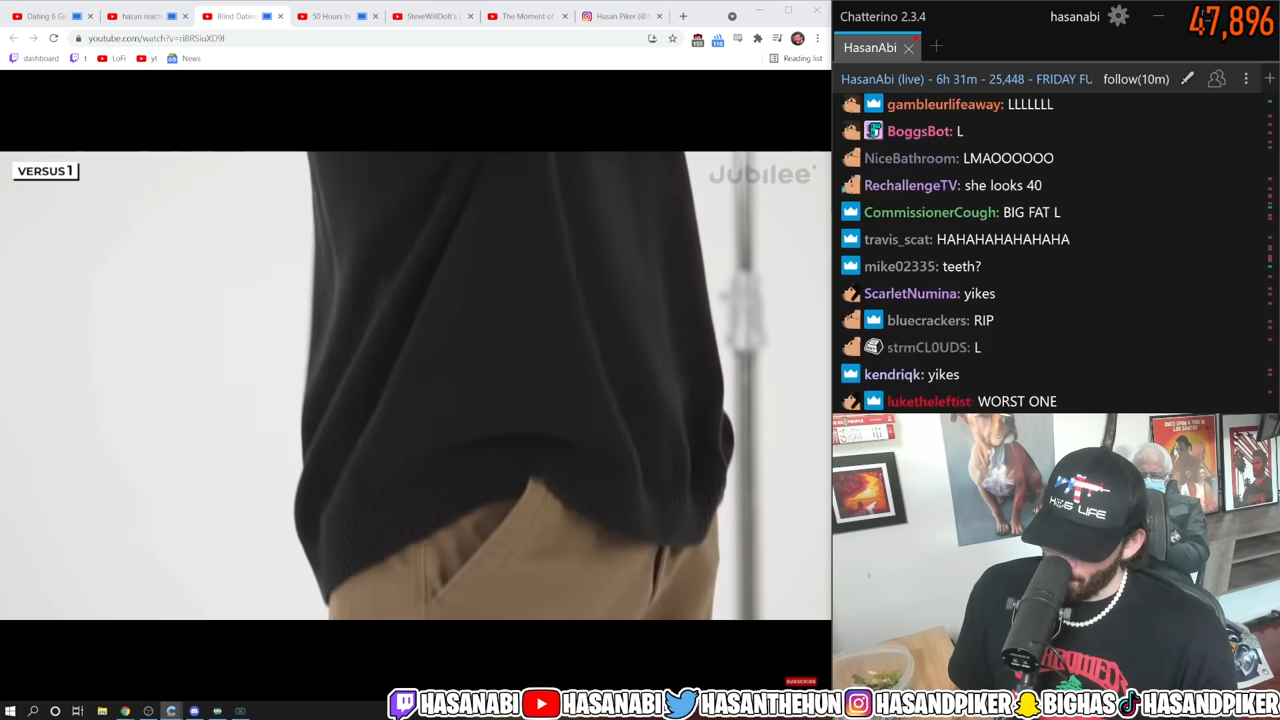 Dating 6 Gi
hasan react
Blind Dating
50 Hours In
SteveWillDoIt's
The Moment of
Hasan Piker (@
youtube.com/watch?v=ri8RSiuXD9I
dashboard
LoFi
yt
News
Reading list
VERSUS 1
Jubilee
SUBSCRIBE
Chatterino 2.3.4
hasanabi
47,896
HasanAbi
HasanAbi (live) - 6h 31m - 25,448 - FRIDAY FU
follow(10m)
gambleurlifeaway: LLLLLLL
BoggsBot: L
NiceBathroom: LMAOOOOOO
RechallengeTV: she looks 40
CommissionerCough: BIG FAT L
travis_scat: HAHAHAHAHAHAHA
mike02335: teeth?
ScarletNumina: yikes
bluecrackers: RIP
strmCL0UDS: L
kendriqk: yikes
luketheleftist: WORST ONE
HASANABI
HASANABI
HASANTHEHUN
HASANDPIKER
BIGHAS
HASANDPIKER